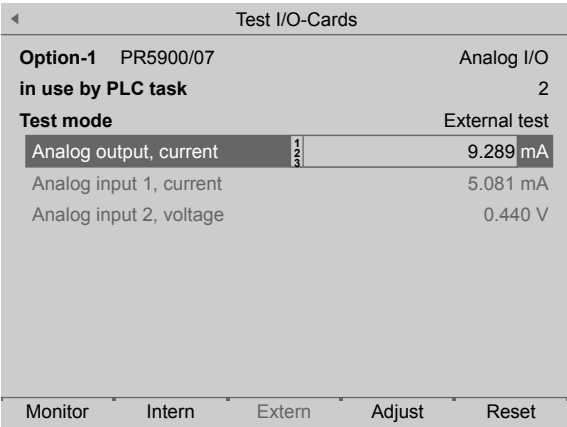 Test I/O-Cards
Option-1 PR5900/07 Analog I/O
in use by PLC task 2
Test mode External test
Analog output, current 1 2 3 9.289 mA
Analog input 1, current 5.081 mA
Analog input 2, voltage 0.440 V
Monitor Intern Extern Adjust Reset